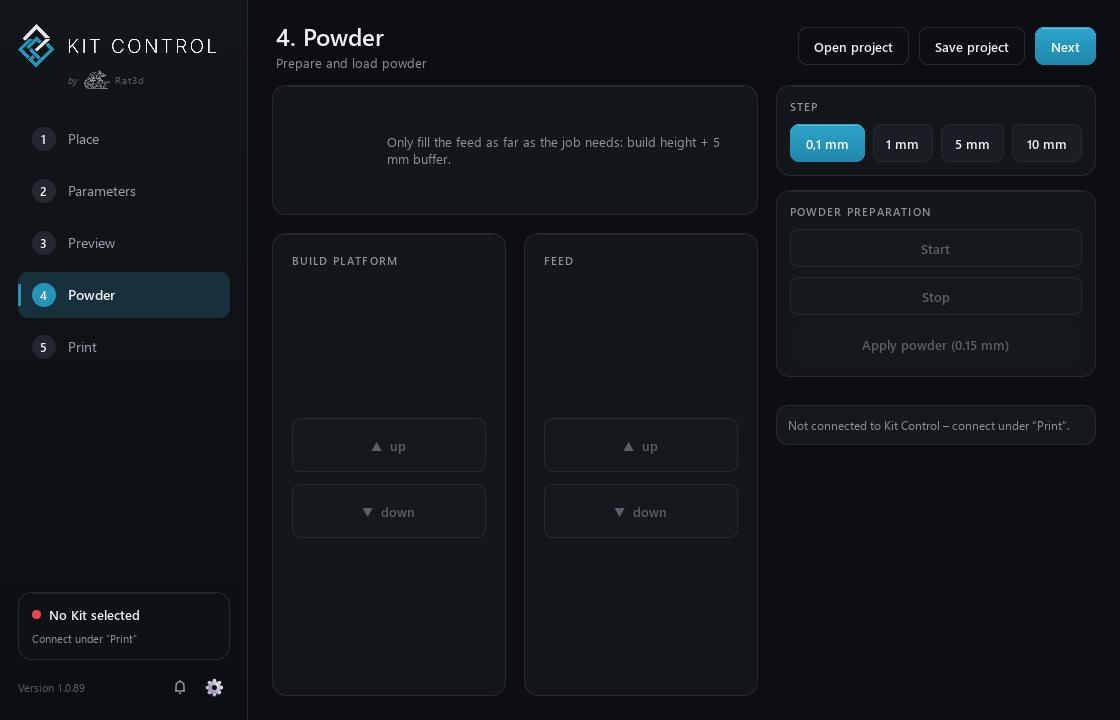 KIT CONTROL
by Rat3d
1 Place
2 Parameters
3 Preview
4 Powder
5 Print
No Kit selected
Connect under “Print”
Version 1.0.89
4. Powder
Prepare and load powder
Open project
Save project
Next
Only fill the feed as far as the job needs: build height + 5
mm buffer.
BUILD PLATFORM
▲ up
▼ down
FEED
▲ up
▼ down
STEP
0,1 mm
1 mm
5 mm
10 mm
POWDER PREPARATION
Start
Stop
Apply powder (0.15 mm)
Not connected to Kit Control – connect under “Print”.